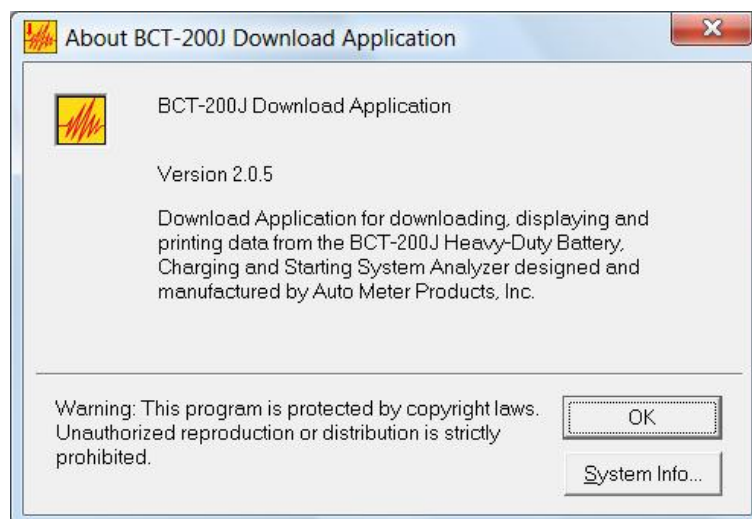 About BCT-200J Download Application
BCT-200J Download Application
Version 2.0.5
Download Application for downloading, displaying and
printing data from the BCT-200J Heavy-Duty Battery,
Charging and Starting System Analyzer designed and
manufactured by Auto Meter Products, Inc.
Warning: This program is protected by copyright laws.
Unauthorized reproduction or distribution is strictly
prohibited.
OK
System Info...